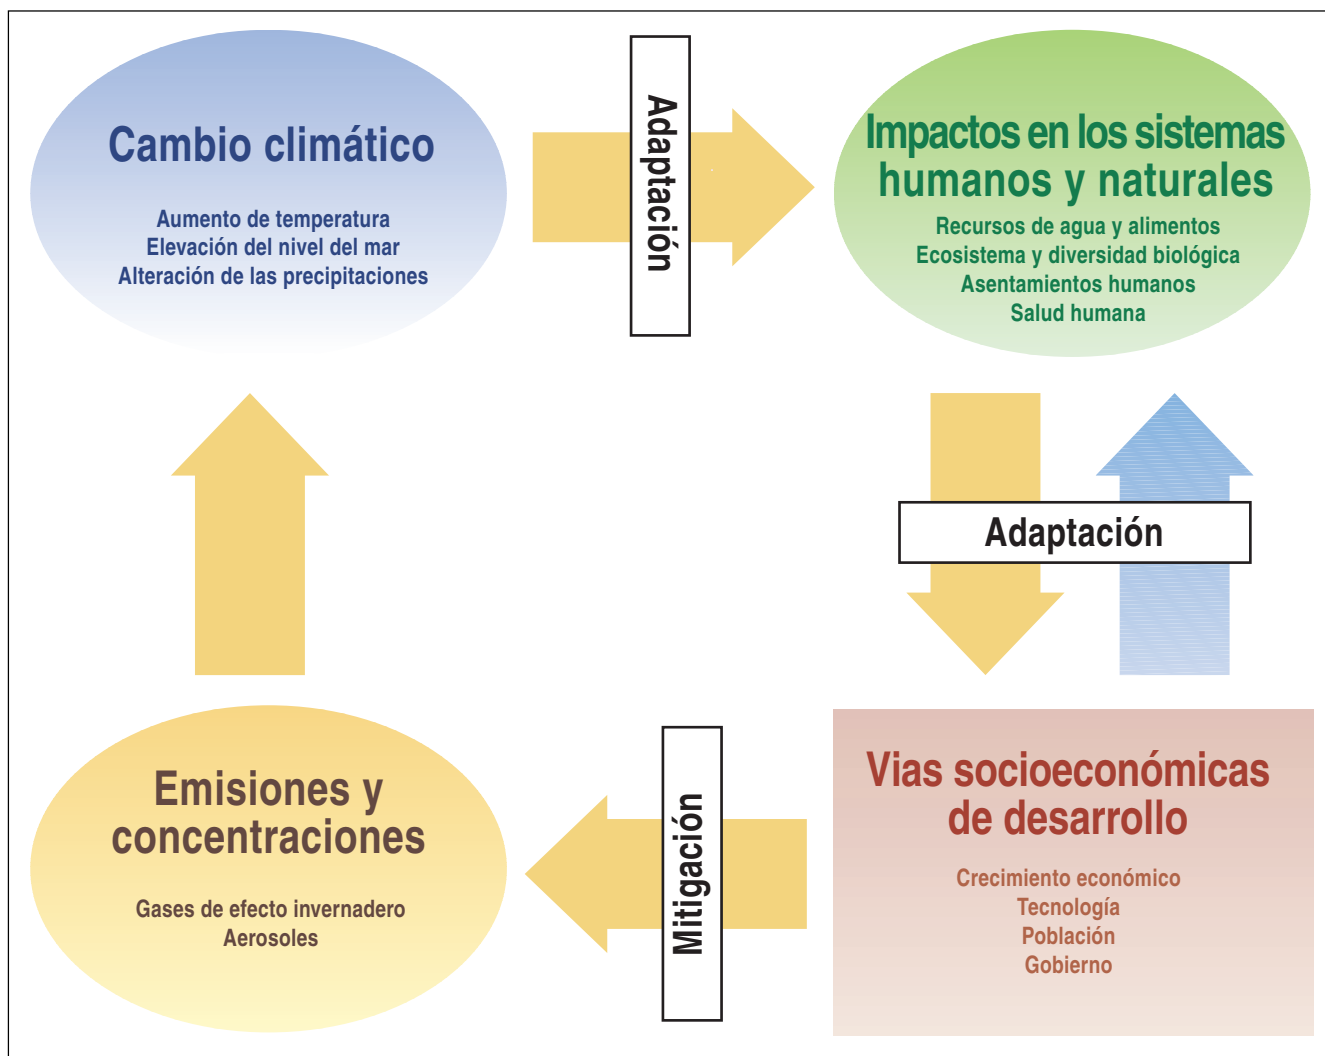 Cambio climático
Aumento de temperatura
Elevación del nivel del mar
Alteración de las precipitaciones
Adaptación
Impactos en los sistemas
humanos y naturales
Recursos de agua y alimentos
Ecosistema y diversidad biológica
Asentamientos humanos
Salud humana
Adaptación
Emisiones y
concentraciones
Gases de efecto invernadero
Aerosoles
Mitigación
Vias socioeconómicas
de desarrollo
Crecimiento económico
Tecnología
Población
Gobierno